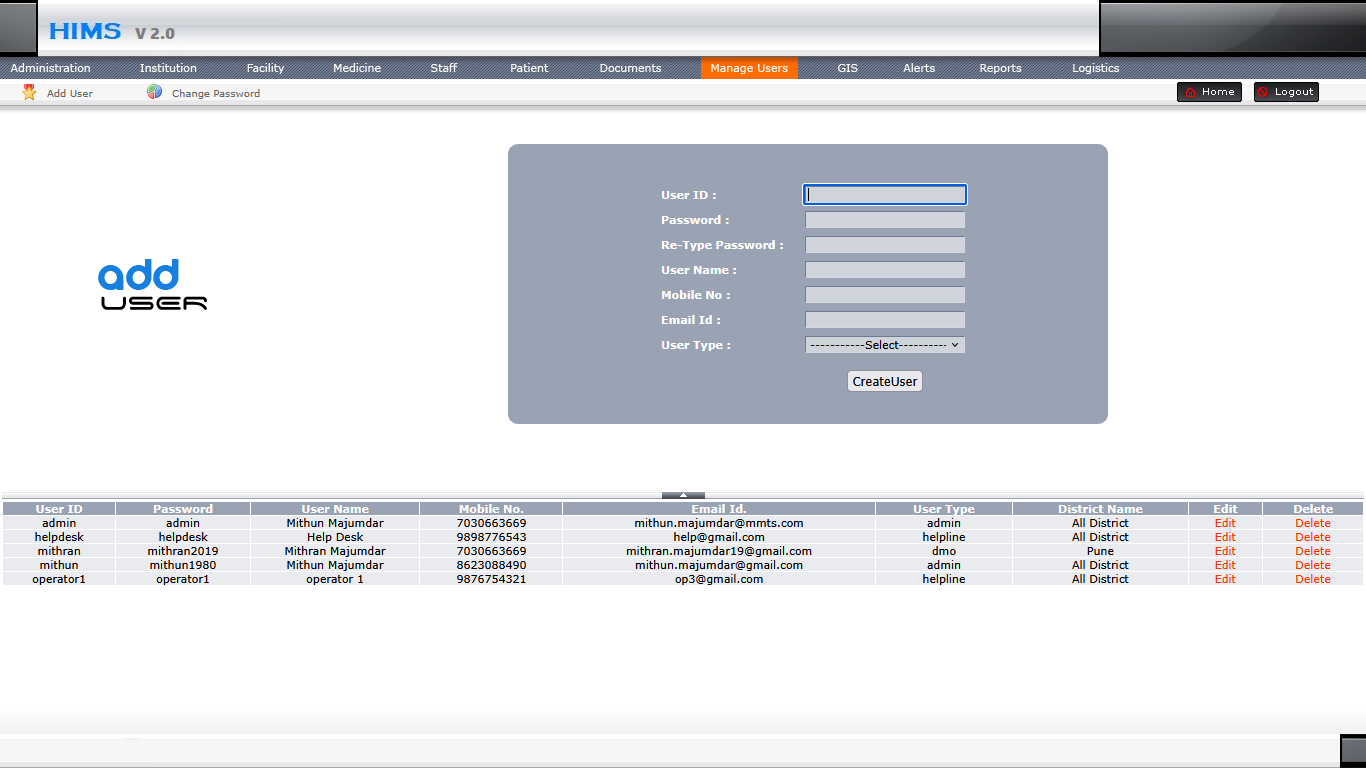 HIMS V 2.0
Administration Institution Facility Medicine Staff Patient Documents Manage Users GIS Alerts Reports Logistics
Add User Change Password Home Logout
User ID :
Password :
Re-Type Password :
User Name :
Mobile No :
Email Id :
User Type : -----------Select----------
CreateUser
add
USER
User ID Password User Name Mobile No. Email Id. User Type District Name Edit Delete
admin admin Mithun Majumdar 7030663669 mithun.majumdar@mmts.com admin All District Edit Delete
helpdesk helpdesk Help Desk 9898776543 help@gmail.com helpline All District Edit Delete
mithran mithran2019 Mithran Majumdar 7030663669 mithran.majumdar19@gmail.com dmo Pune Edit Delete
mithun mithun1980 Mithun Majumdar 8623088490 mithun.majumdar@gmail.com admin All District Edit Delete
operator1 operator1 operator 1 9876754321 op3@gmail.com helpline All District Edit Delete